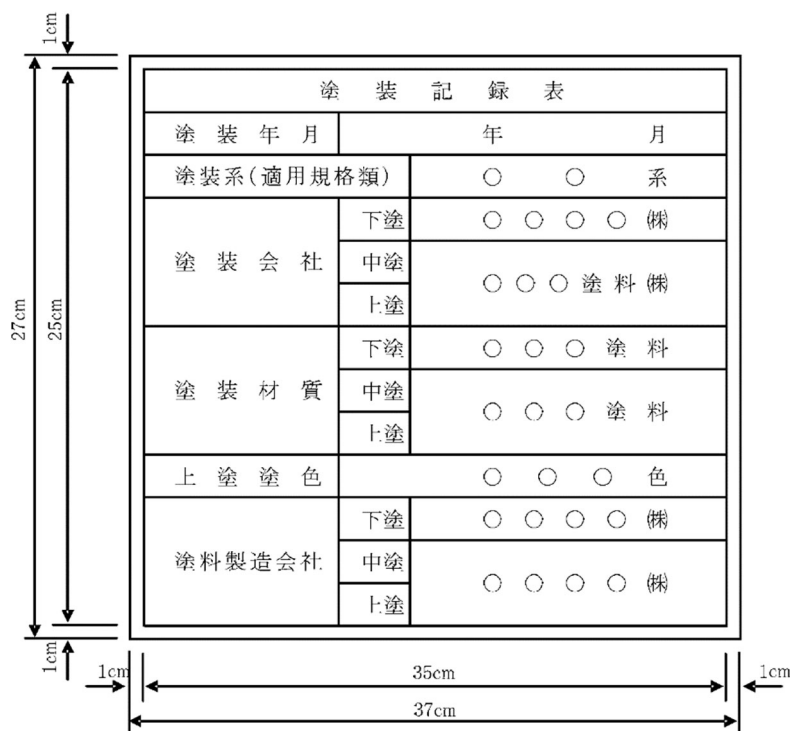 1cm
塗装記録表
塗装年月 年 月
塗装系(適用規格類) ○ ○ 系
塗装会社 下塗 ○○○○㈱
中塗 ○○○塗料㈱
上塗
塗装材質 下塗 ○○○塗料
中塗 ○○○塗料
上塗
上塗塗色 ○○○色
塗料製造会社 下塗 ○○○○㈱
中塗 ○○○○㈱
上塗
27cm
25cm
1cm
1cm
35cm
1cm
37cm